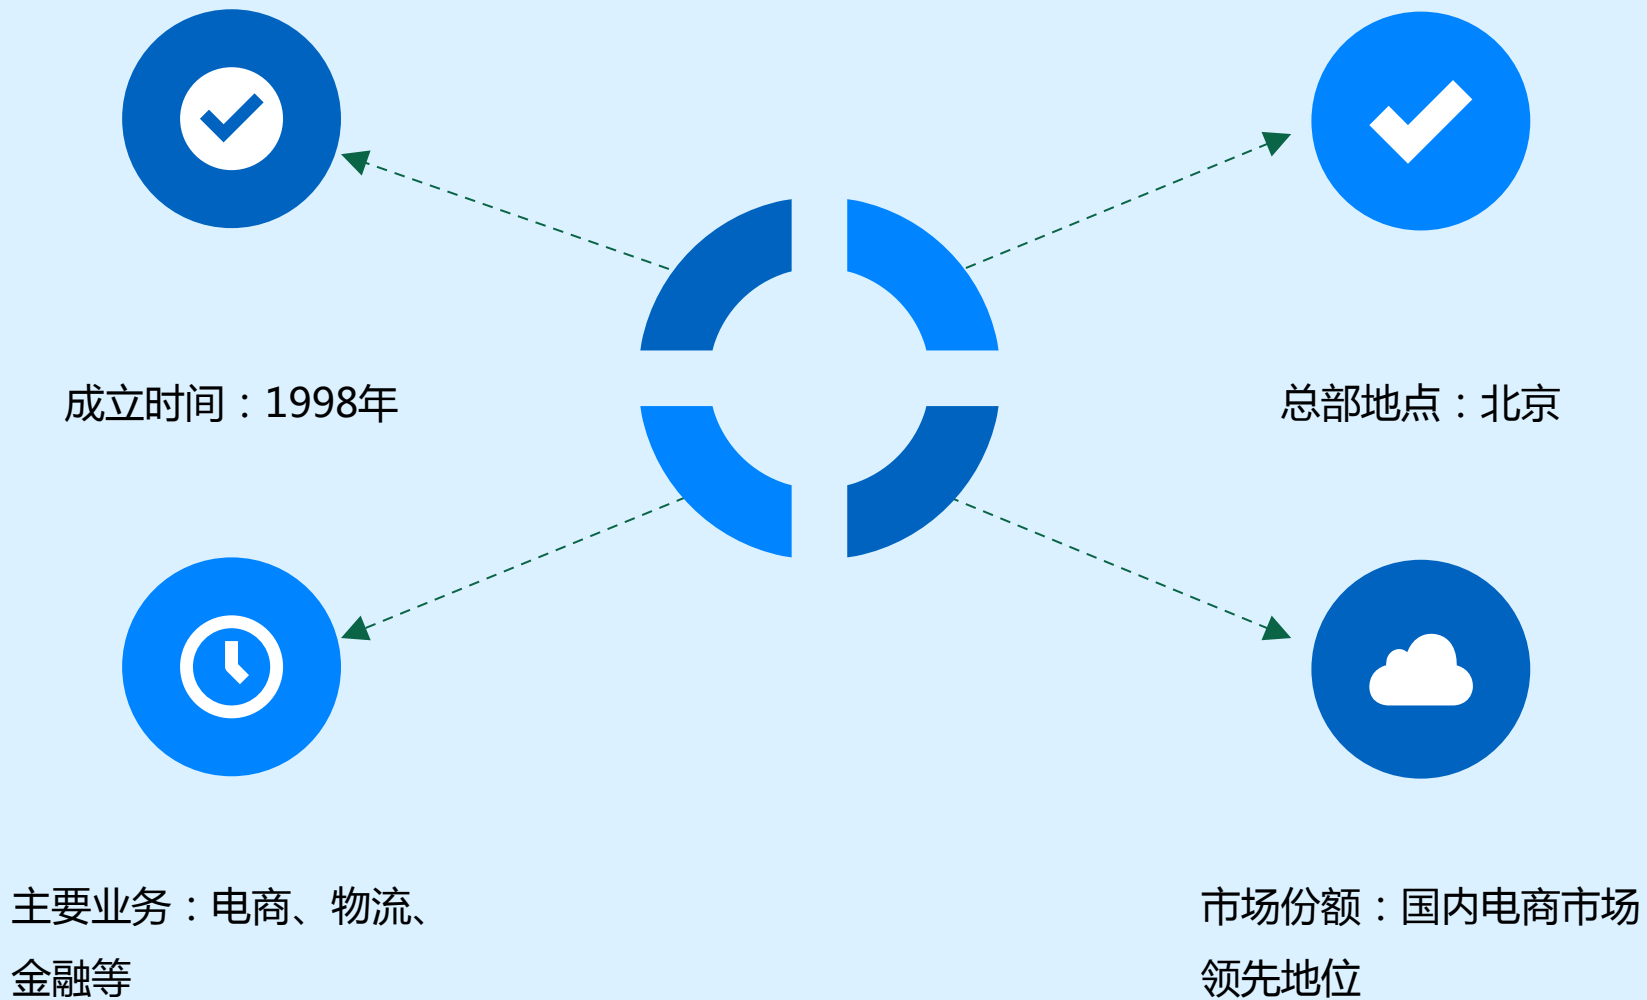 成立时间：1998年
总部地点：北京
主要业务：电商、物流、
金融等
市场份额：国内电商市场
领先地位